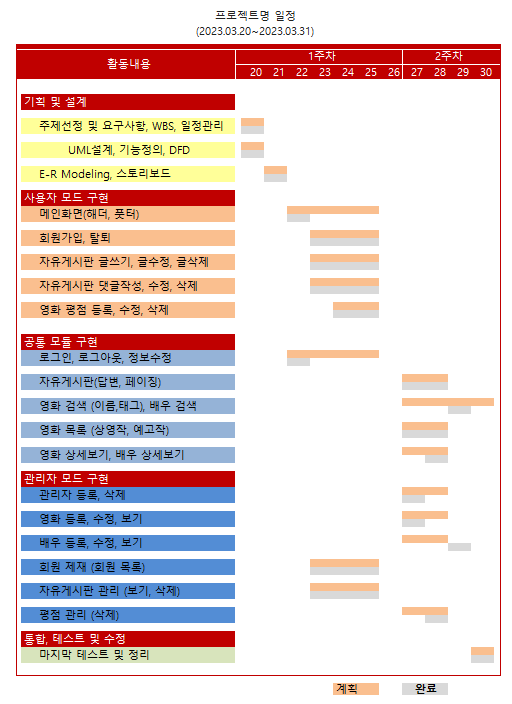 프로젝트명 일정
(2023.03.20~2023.03.31)
활동내용 1주차 2주차
20 21 22 23 24 25 26 27 28 29 30
기획 및 설계
주제선정 및 요구사항, WBS, 일정관리
UML설계, 기능정의, DFD
E-R Modeling, 스토리보드
사용자 모드 구현
메인화면(해더, 풋터)
회원가입, 탈퇴
자유게시판 글쓰기, 글수정, 글삭제
자유게시판 댓글작성, 수정, 삭제
영화 평점 등록, 수정, 삭제
공통 모듈 구현
로그인, 로그아웃, 정보수정
자유게시판(답변, 페이징)
영화 검색 (이름,태그), 배우 검색
영화 목록 (상영작, 예고작)
영화 상세보기, 배우 상세보기
관리자 모드 구현
관리자 등록, 삭제
영화 등록, 수정, 보기
배우 등록, 수정, 보기
회원 제재 (회원 목록)
자유게시판 관리 (보기, 삭제)
평점 관리 (삭제)
통합, 테스트 및 수정
마지막 테스트 및 정리
계획 완료